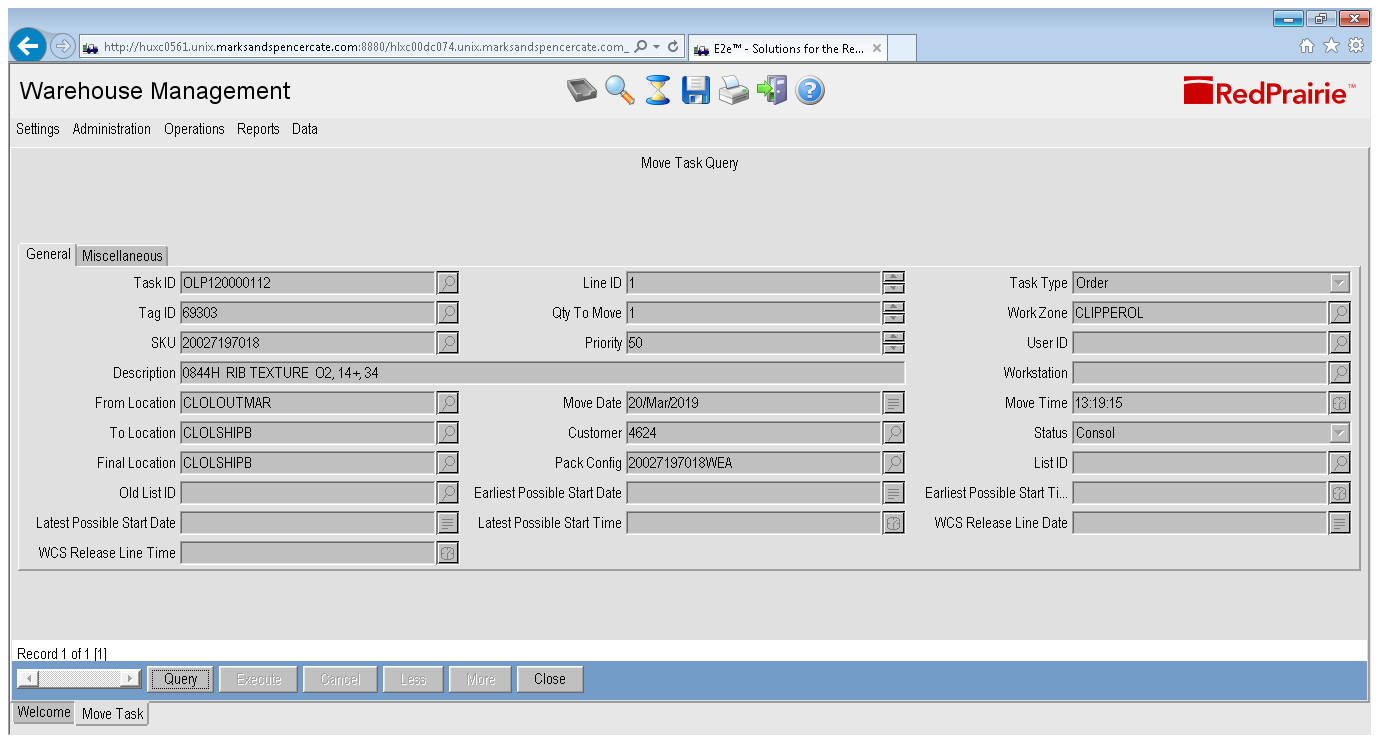 http://huxc0561.unix.marksandspencercate.com:8880/hlxc00dc074.unix.marksandspencercate.com_
E2e™ - Solutions for the Re...
Warehouse Management
RedPrairie™
Settings Administration Operations Reports Data
Move Task Query
General Miscellaneous
Task ID OLP120000112 Line ID 1 Task Type Order
Tag ID 69303 Qty To Move 1 Work Zone CLIPPEROL
SKU 20027197018 Priority 50 User ID
Description 0844H RIB TEXTURE O2, 14+, 34 Workstation
From Location CLOLOUTMAR Move Date 20/Mar/2019 Move Time 13:19:15
To Location CLOLSHIPB Customer 4624 Status Consol
Final Location CLOLSHIPB Pack Config 20027197018WEA List ID
Old List ID Earliest Possible Start Date Earliest Possible Start Ti...
Latest Possible Start Date Latest Possible Start Time WCS Release Line Date
WCS Release Line Time
Record 1 of 1 [1]
Query Execute Cancel Less More Close
Welcome Move Task